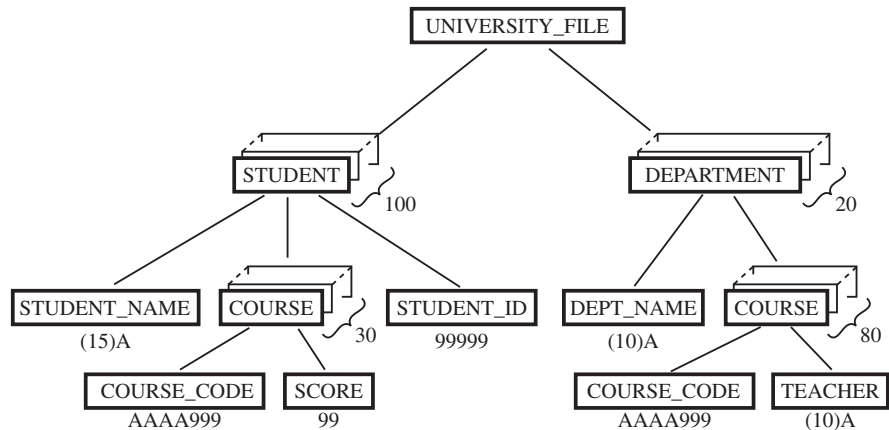 UNIVERSITY_FILE
STUDENT
100
DEPARTMENT
20
STUDENT_NAME
(15)A
COURSE
30
STUDENT_ID
99999
DEPT_NAME
(10)A
COURSE
80
COURSE_CODE
AAAA999
SCORE
99
COURSE_CODE
AAAA999
TEACHER
(10)A